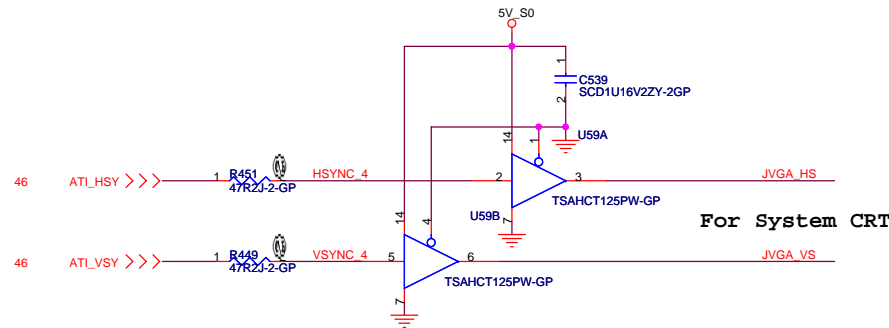 5V_S0
1
C539
SCD1U16V2ZY-2GP
2
14
1
U59A
46
ATI_HSY
1
R451
47R2J-2-GP
HSYNC_4
2
3
JVGA_HS
TSAHCT125PW-GP
7
U59B
For System CRT
14
4
46
ATI_VSY
1
R449
47R2J-2-GP
VSYNC_4
5
6
JVGA_VS
TSAHCT125PW-GP
7